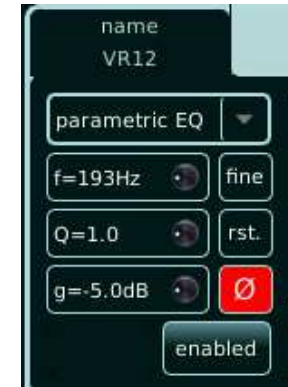 name
VR12
parametric EQ
f=193Hz fine
Q=1.0 rst.
g=-5.0dB Ø
enabled